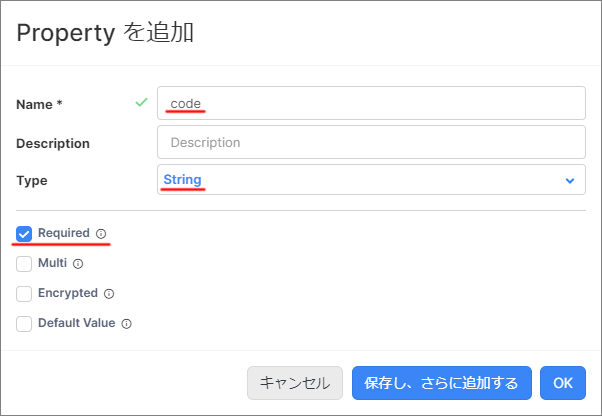 Property を追加
Name * code
Description Description
Type String
Required
Multi
Encrypted
Default Value
キャンセル 保存し、さらに追加する OK